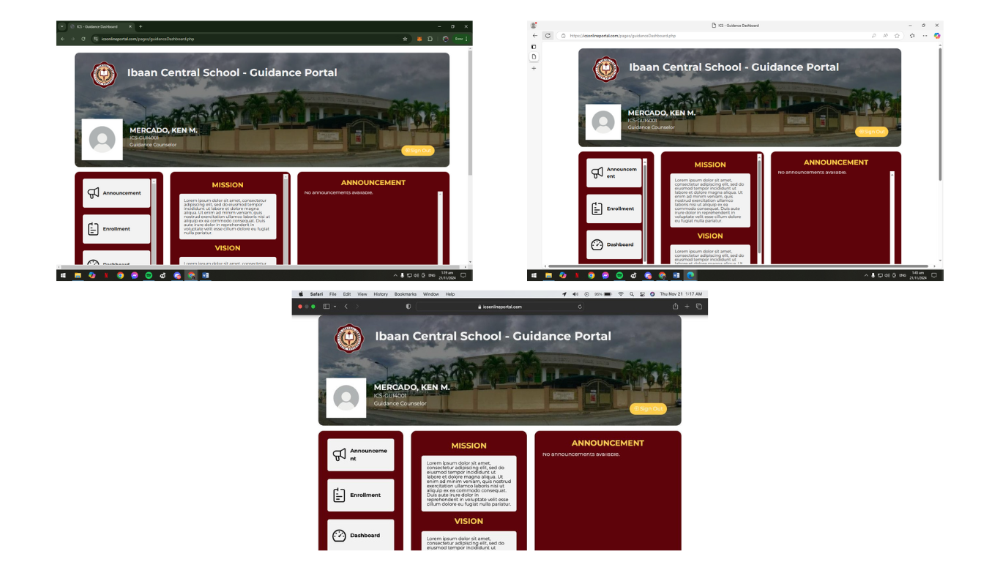 ICS - Guidance Dashboard
icsonlineportal.com/pages/guidanceDashboard.php
Error
Ibaan Central School - Guidance Portal
MERCADO, KEN M.
ICS-GUI4001
Guidance Counselor
Sign Out
Announcement
Enrollment
Dashboard
MISSION
Lorem ipsum dolor sit amet, consectetur
adipiscing elit, sed do eiusmod tempor
incididunt ut labore et dolore magna
aliqua. Ut enim ad minim veniam, quis
nostrud exercitation ullamco laboris nisi ut
aliquip ex ea commodo consequat. Duis
aute irure dolor in reprehenderit in
voluptate velit esse cillum dolore eu fugiat
nulla pariatur.
VISION
Lorem ipsum dolor sit amet, consectetur
ANNOUNCEMENT
No announcements available.
ENG
1:19 am
21/11/2024
ICS - Guidance Dashboard
https://icsonlineportal.com/pages/guidanceDashboard.php
Ibaan Central School - Guidance Portal
MERCADO, KEN M.
ICS-GUI4001
Guidance Counselor
Sign Out
Announcem
ent
Enrollment
Dashboard
MISSION
Lorem ipsum dolor sit amet,
consectetur adipiscing elit, sed do
eiusmod tempor incididunt ut
labore et dolore magna aliqua. Ut
enim ad minim veniam, quis
nostrud exercitation ullamco
laboris nisi ut aliquip ex ea
commodo consequat. Duis aute
irure dolor in reprehenderit in
voluptate velit esse cillum dolore
eu fugiat nulla pariatur.
VISION
Lorem ipsum dolor sit amet,
consectetur adipiscing elit, sed do
eiusmod tempor incididunt ut
labore et dolore magna aliqua. Ut
ANNOUNCEMENT
No announcements available.
ENG
1:45 am
21/11/2024
Safari File Edit View History Bookmarks Window Help
95%
Thu Nov 21 1:17 AM
icsonlineportal.com
Ibaan Central School - Guidance Portal
MERCADO, KEN M.
ICS-GUI4001
Guidance Counselor
Sign Out
Announceme
nt
Enrollment
Dashboard
MISSION
Lorem ipsum dolor sit amet,
consectetur adipiscing elit, sed do
eiusmod tempor incididunt ut
labore et dolore magna aliqua. Ut
enim ad minim veniam, quis nostrud
exercitation ullamco laboris nisi ut
aliquip ex ea commodo consequat.
Duis aute irure dolor in
reprehenderit in voluptate velit esse
cillum dolore eu fugiat nulla pariatur.
VISION
Lorem ipsum dolor sit amet,
consectetur adipiscing elit, sed do
eiusmod tempor incididunt ut
ANNOUNCEMENT
No announcements available.